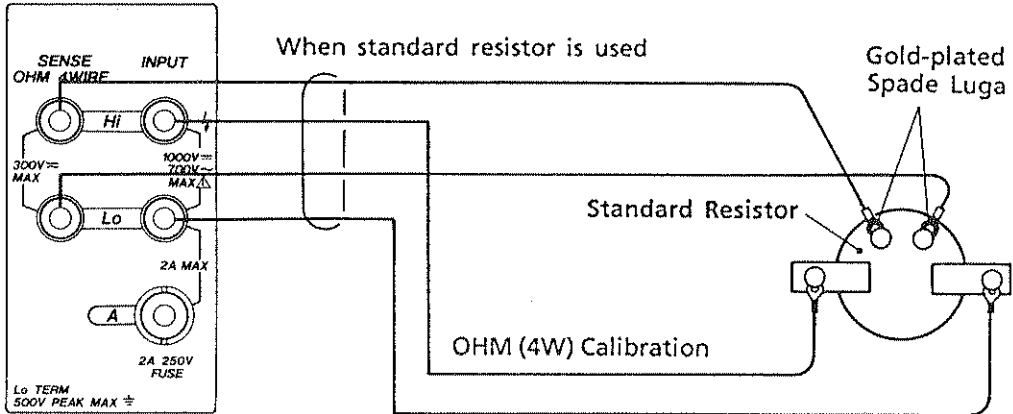 When standard resistor is used
SENSE
OHM 4WIRE
INPUT
Hi
300V⎓
MAX
1000V⎓
700V~
MAX⚠
Lo
2A MAX
A
2A 250V
FUSE
Lo TERM
500V PEAK MAX ⏚
Gold-plated
Spade Luga
Standard Resistor
OHM (4W) Calibration